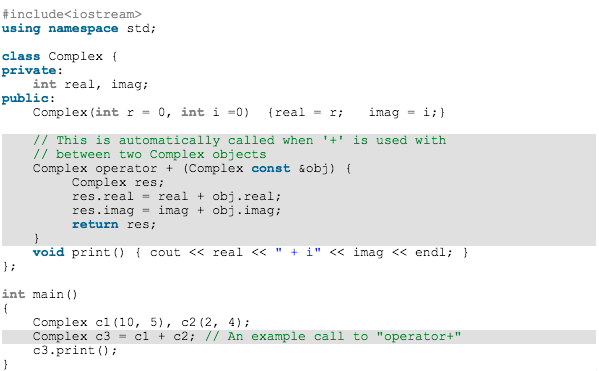 #include<iostream>
using namespace std;

class Complex {
private:
    int real, imag;
public:
    Complex(int r = 0, int i =0)  {real = r;   imag = i;}

    // This is automatically called when '+' is used with
    // between two Complex objects
    Complex operator + (Complex const &obj) {
         Complex res;
         res.real = real + obj.real;
         res.imag = imag + obj.imag;
         return res;
    }
    void print() { cout << real << " + i" << imag << endl; }
};

int main()
{
    Complex c1(10, 5), c2(2, 4);
    Complex c3 = c1 + c2; // An example call to "operator+"
    c3.print();
}